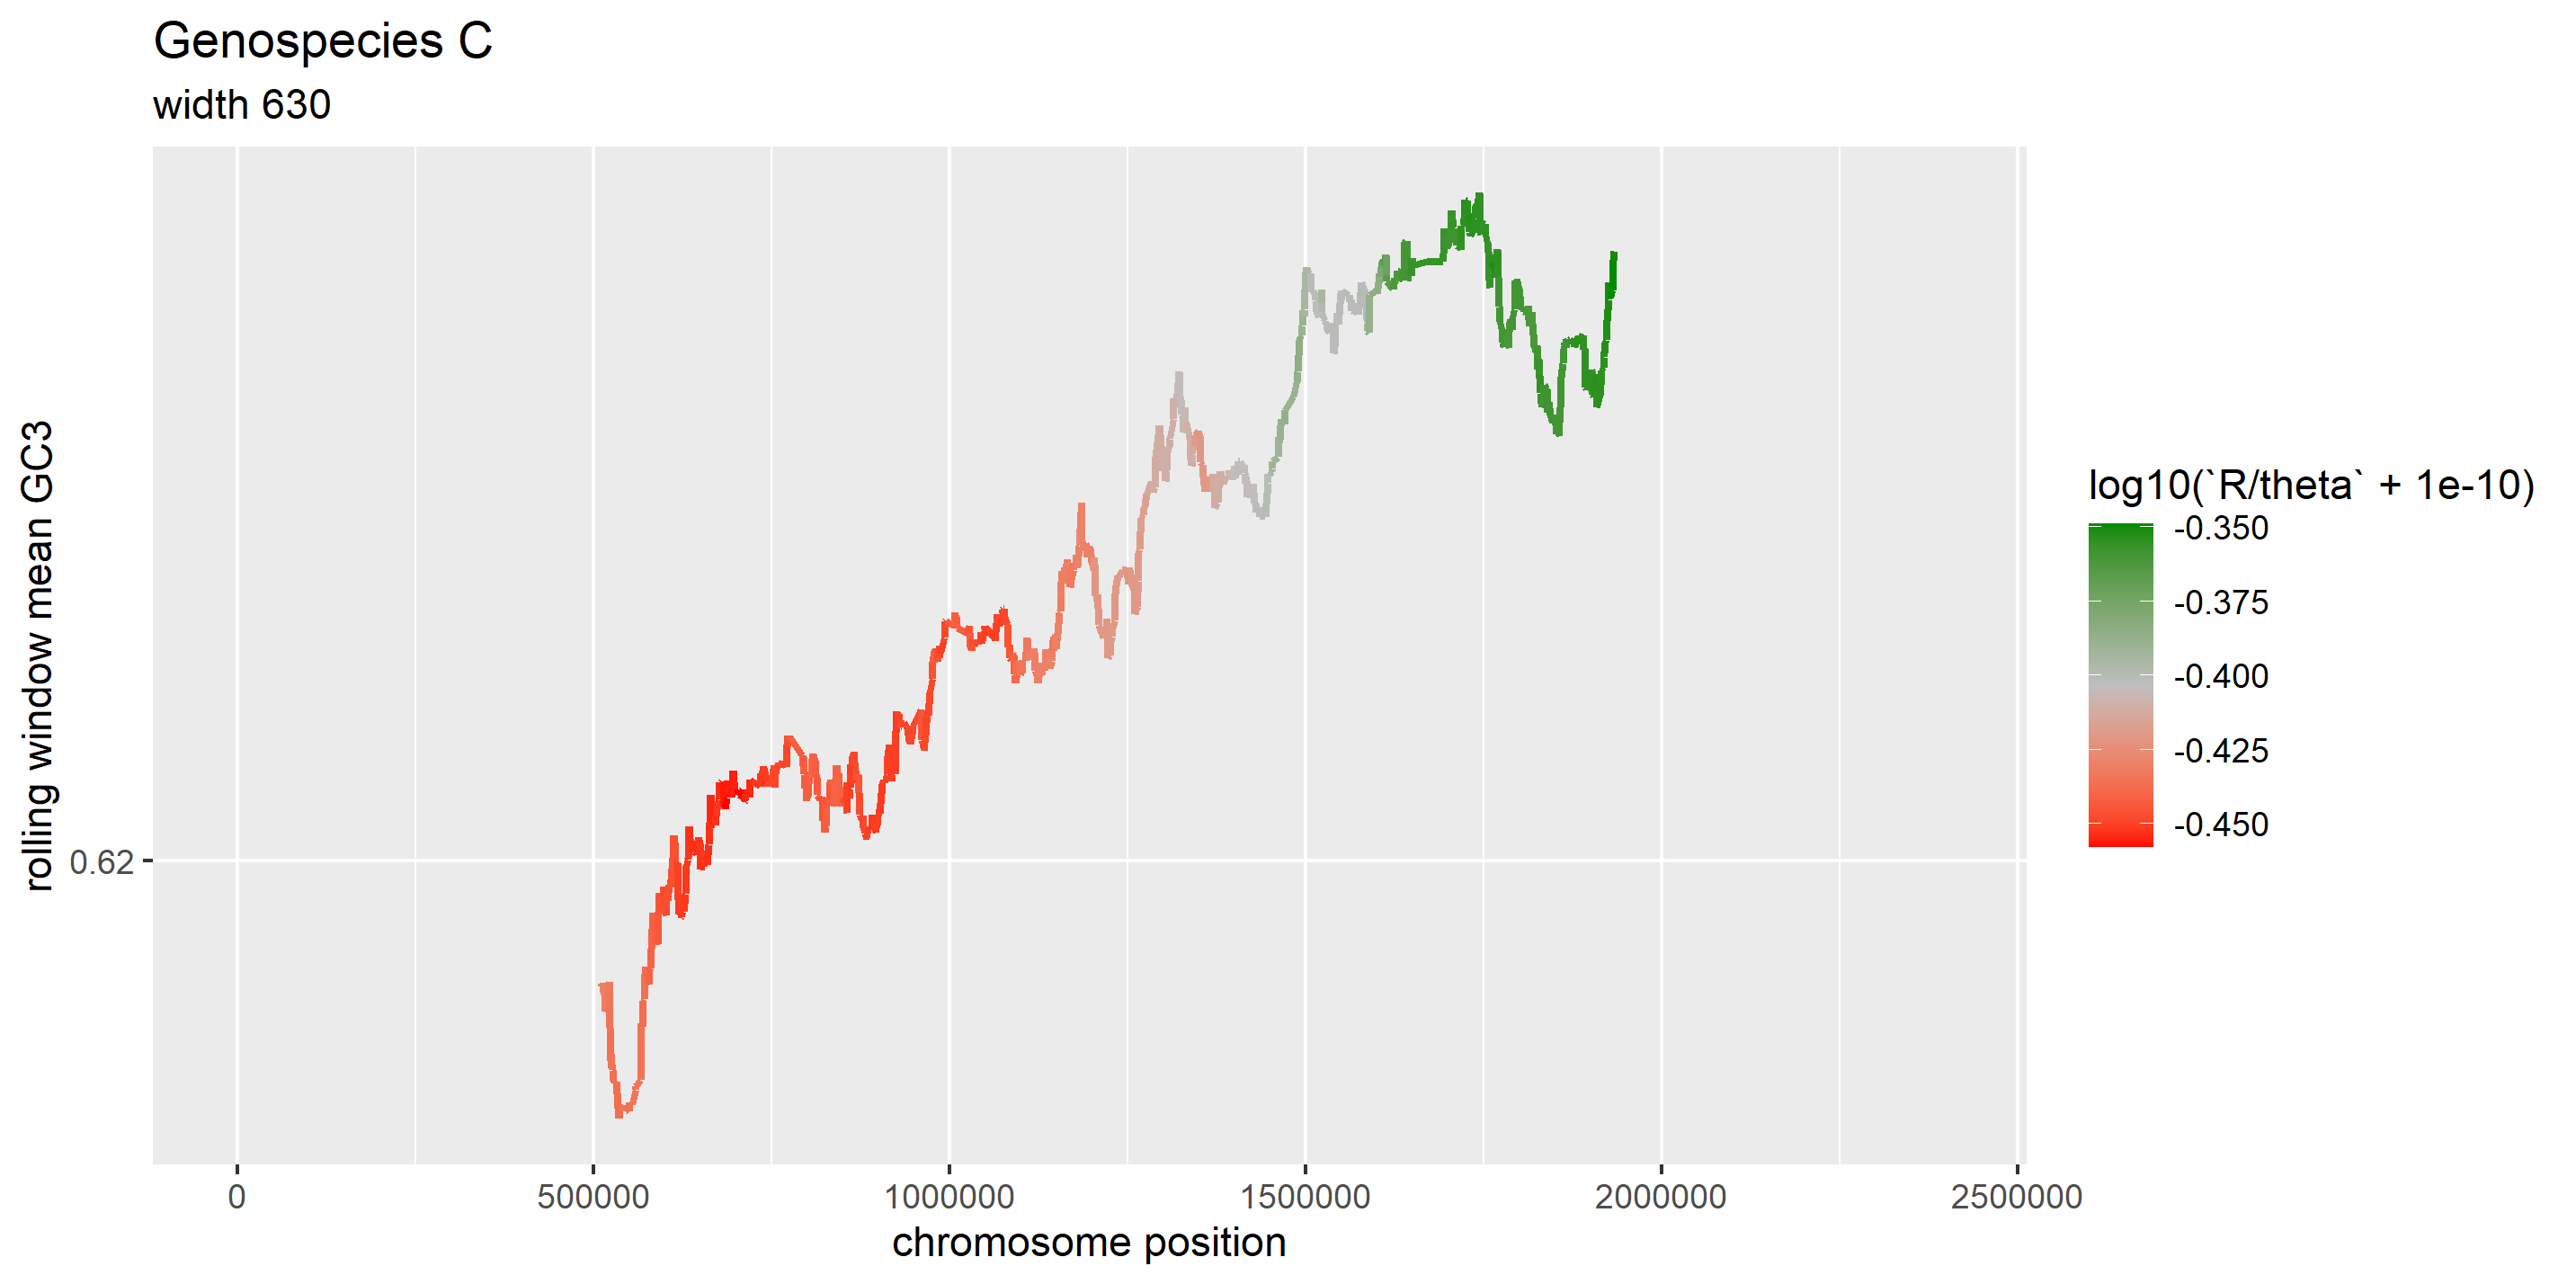 Genospecies C
width 630
rolling window mean GC3
0.62
0
500000
1000000
1500000
2000000
2500000
chromosome position
log10(`R/theta` + 1e-10)
-0.350
-0.375
-0.400
-0.425
-0.450